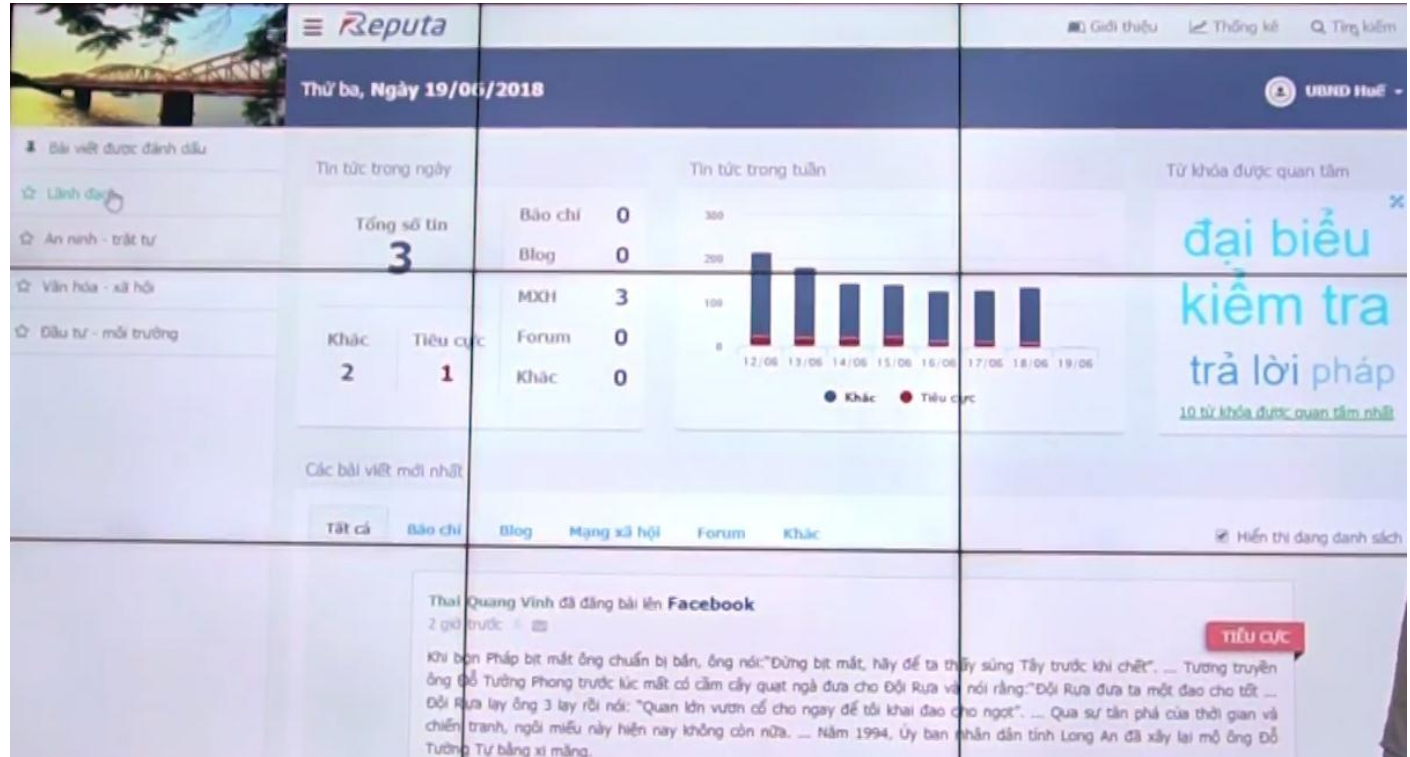 Reputa
Giới thiệu
Thống kê
Tìm kiếm
Thứ ba, Ngày 19/06/2018
UBND Huế
Bài viết được đánh dấu
Lãnh đạo
An ninh - trật tự
Văn hóa - xã hội
Đầu tư - môi trường
Tin tức trong ngày
Tổng số tin
3
Khác
2
Tiêu cực
1
Báo chí 0
Blog 0
MXH 3
Forum 0
Khác 0
Tin tức trong tuần
300
200
100
0
12/06 13/06 14/06 15/06 16/06 17/06 18/06 19/06
Khác Tiêu cực
Từ khóa được quan tâm
đại biểu
kiểm tra
trả lời pháp
10 từ khóa được quan tâm nhất
Các bài viết mới nhất
Tất cả Báo chí Blog Mạng xã hội Forum Khác
Hiển thị dạng danh sách
Thai Quang Vinh đã đăng bài lên Facebook
2 giờ trước
TIÊU CỰC
Khi bọn Pháp bịt mắt ông chuẩn bị bắn, ông nói:"Đừng bịt mắt, hãy để ta thấy súng Tây trước khi chết". ... Tương truyền
ông Đỗ Tường Phong trước lúc mất có cầm cây quạt ngà đưa cho Đội Rựa và nói rằng:"Đội Rựa đưa ta một đao cho tốt ...
Đội Rựa lạy ông 3 lạy rồi nói: "Quan lớn vươn cổ cho ngay để tôi khai đao cho ngọt". ... Qua sự tàn phá của thời gian và
chiến tranh, ngôi miếu này hiện nay không còn nữa. ... Năm 1994, Ủy ban nhân dân tỉnh Long An đã xây lại mộ ông Đỗ
Tường Tự bằng xi măng.